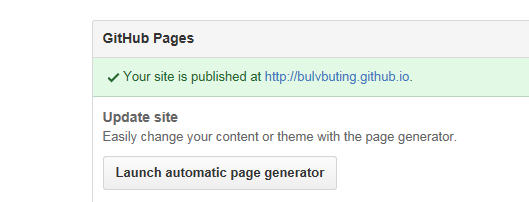 GitHub Pages
Your site is published at http://bulvbuting.github.io.
Update site
Easily change your content or theme with the page generator.
Launch automatic page generator